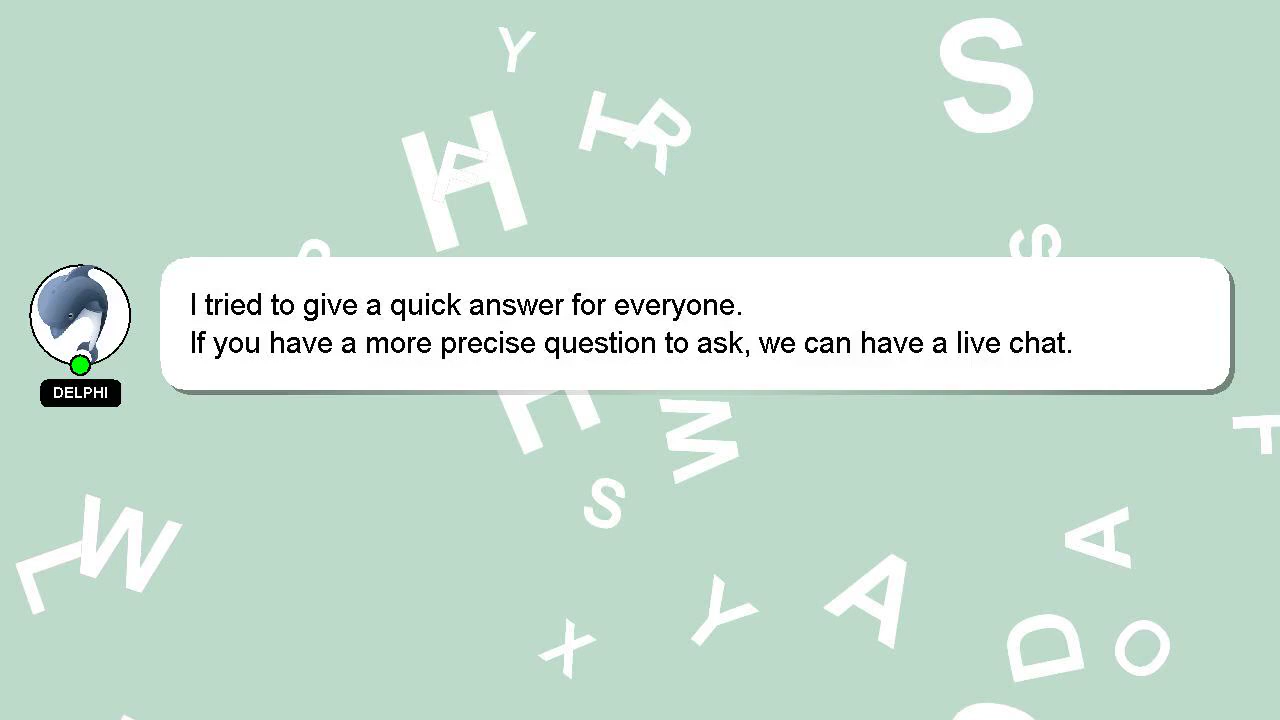 Y
S
H
A
T
R
S
I tried to give a quick answer for everyone.
If you have a more precise question to ask, we can have a live chat.
DELPHI
H
W
S
W
L
A
A
Y
X
D
O